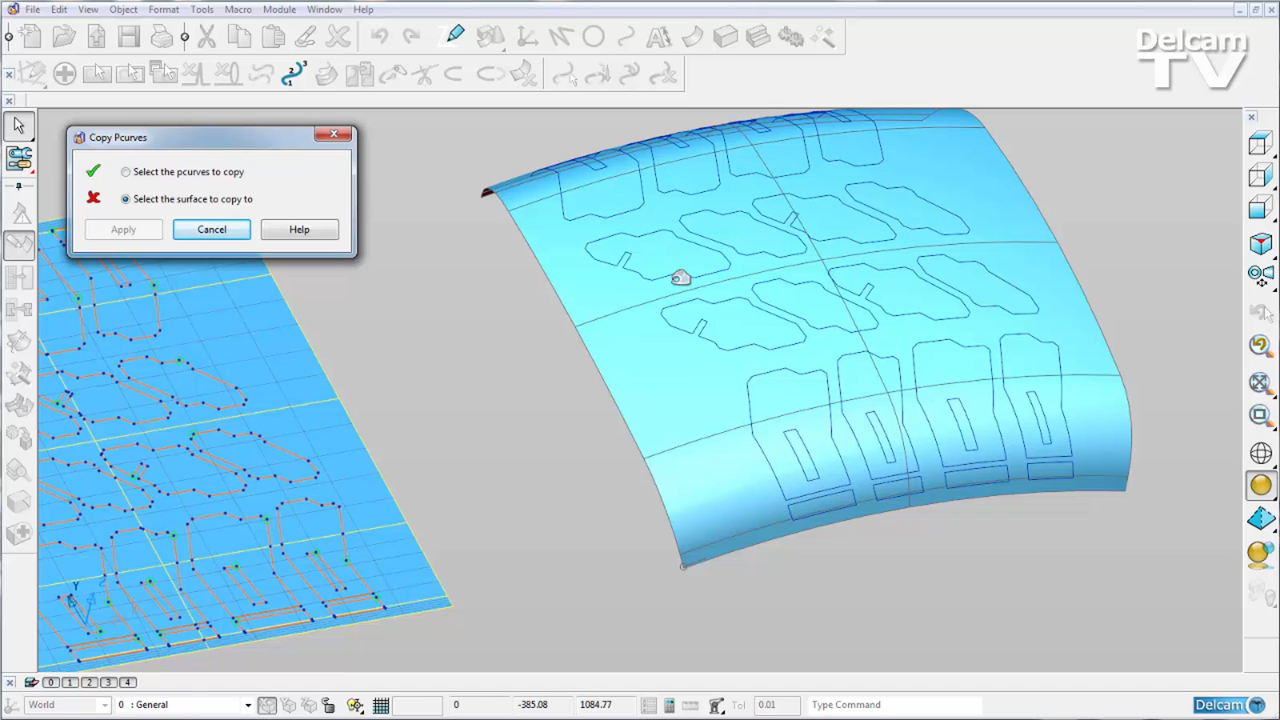 File Edit View Object Format Tools Macro Module Window Help
Delcam
TV
Copy Pcurves
Select the pcurves to copy
Select the surface to copy to
Apply Cancel Help
Y
0 1 2 3 4
World 0 : General 0 -385.08 1084.77 Tol 0.01 Type Command Delcam